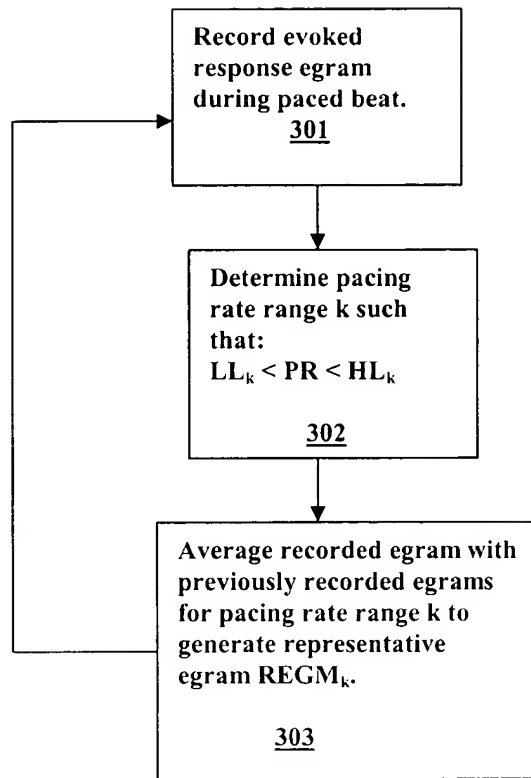 Record evoked
response egram
during paced beat.
301
Determine pacing
rate range k such
that:
LLk < PR < HLk
302
Average recorded egram with
previously recorded egrams
for pacing rate range k to
generate representative
egram REGMk.
303